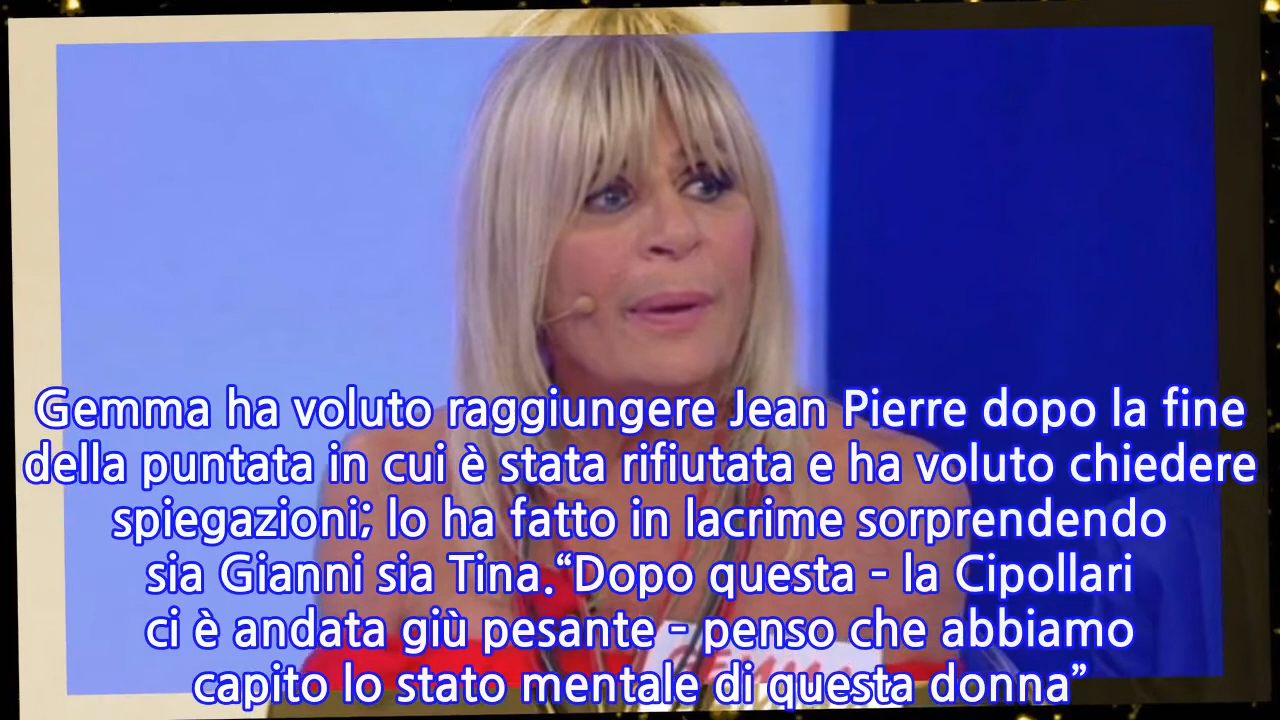 Gemma ha voluto raggiungere Jean Pierre dopo la fine
della puntata in cui è stata rifiutata e ha voluto chiedere
spiegazioni; lo ha fatto in lacrime sorprendendo
sia Gianni sia Tina.“Dopo questa - la Cipollari
ci è andata giù pesante - penso che abbiamo
capito lo stato mentale di questa donna”